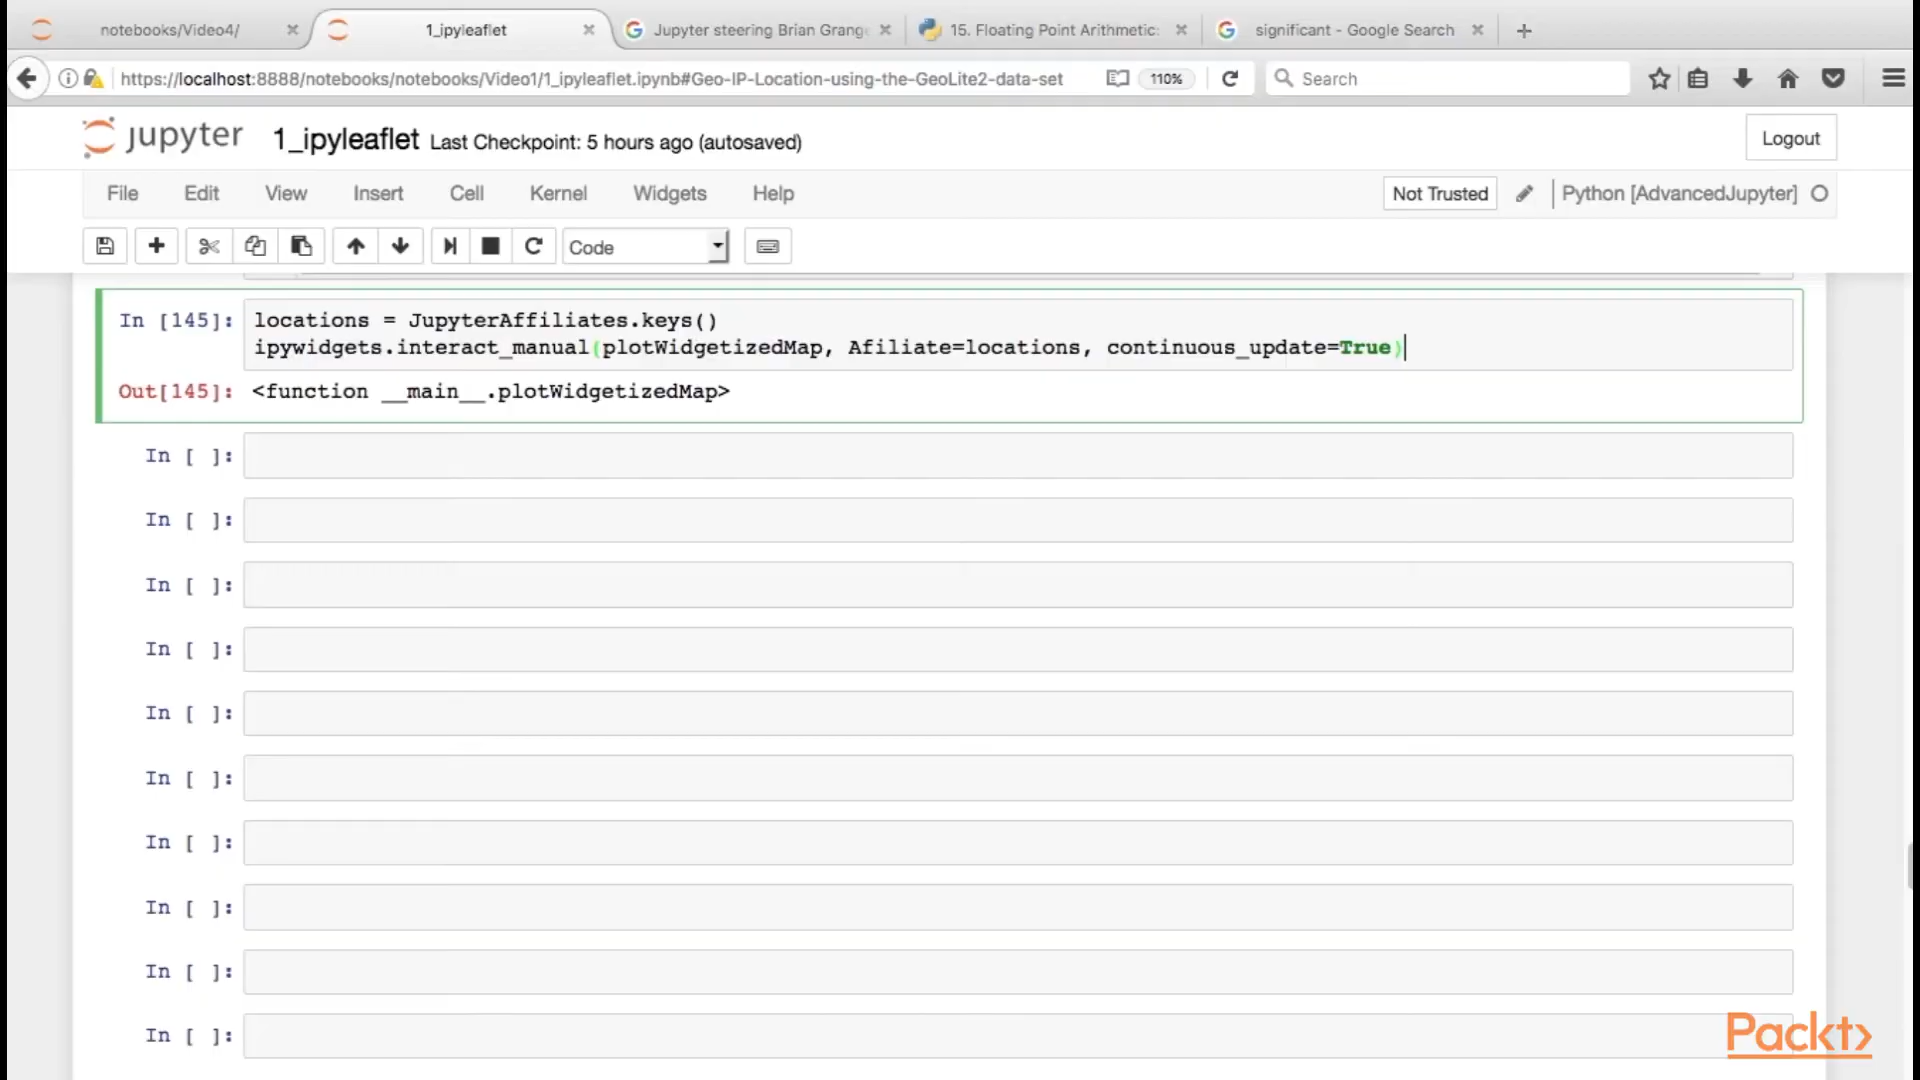 notebooks/Video4/
1_ipyleaflet
Jupyter steering Brian Grange
15. Floating Point Arithmetic:
significant - Google Search
https://localhost:8888/notebooks/notebooks/Video1/1_ipyleaflet.ipynb#Geo-IP-Location-using-the-GeoLite2-data-set
110%
Search
jupyter
1_ipyleaflet Last Checkpoint: 5 hours ago (autosaved)
Logout
File Edit View Insert Cell Kernel Widgets Help
Not Trusted
Python [AdvancedJupyter]
Code
In [145]: locations = JupyterAffiliates.keys()
ipywidgets.interact_manual(plotWidgetizedMap, Afiliate=locations, continuous_update=True)
Out[145]: <function __main__.plotWidgetizedMap>
In [ ]:
In [ ]:
In [ ]:
In [ ]:
In [ ]:
In [ ]:
In [ ]:
In [ ]:
In [ ]:
In [ ]:
Packt>